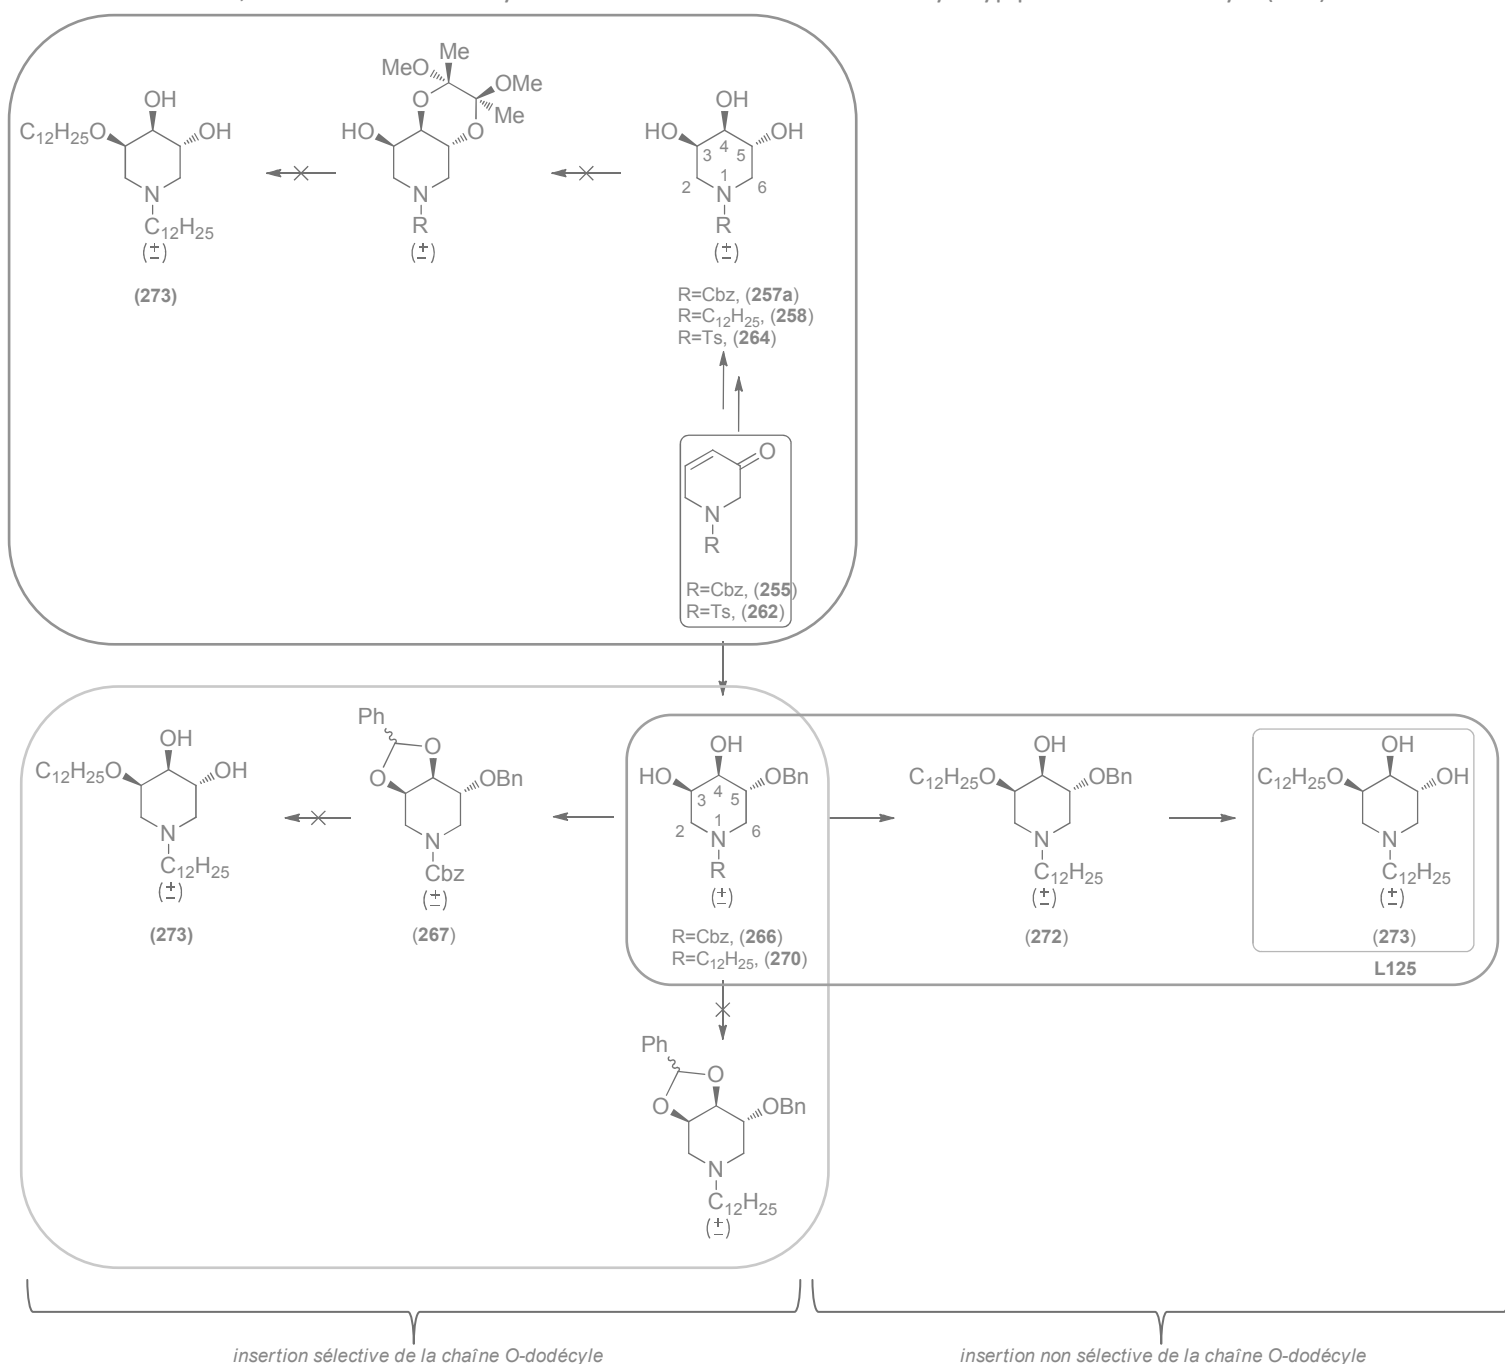 Me
MeO
OMe
Me
OH
C12H25O
OH
N
C12H25
(±)
(273)
O
O
HO
N
R
(±)
OH
HO
OH
3
4
5
2
1
6
N
R
(±)
R=Cbz, (257a)
R=C12H25, (258)
R=Ts, (264)
O
N
R
R=Cbz, (255)
R=Ts, (262)
OH
C12H25O
OH
N
C12H25
(±)
(273)
Ph
O
O
OBn
N
Cbz
(±)
(267)
OH
HO
OBn
3
4
5
2
1
6
N
R
(±)
R=Cbz, (266)
R=C12H25, (270)
OH
C12H25O
OBn
N
C12H25
(±)
(272)
OH
C12H25O
OH
N
C12H25
(±)
(273)
L125
Ph
O
O
OBn
N
C12H25
(±)
insertion sélective de la chaîne O-dodécyle
insertion non sélective de la chaîne O-dodécyle